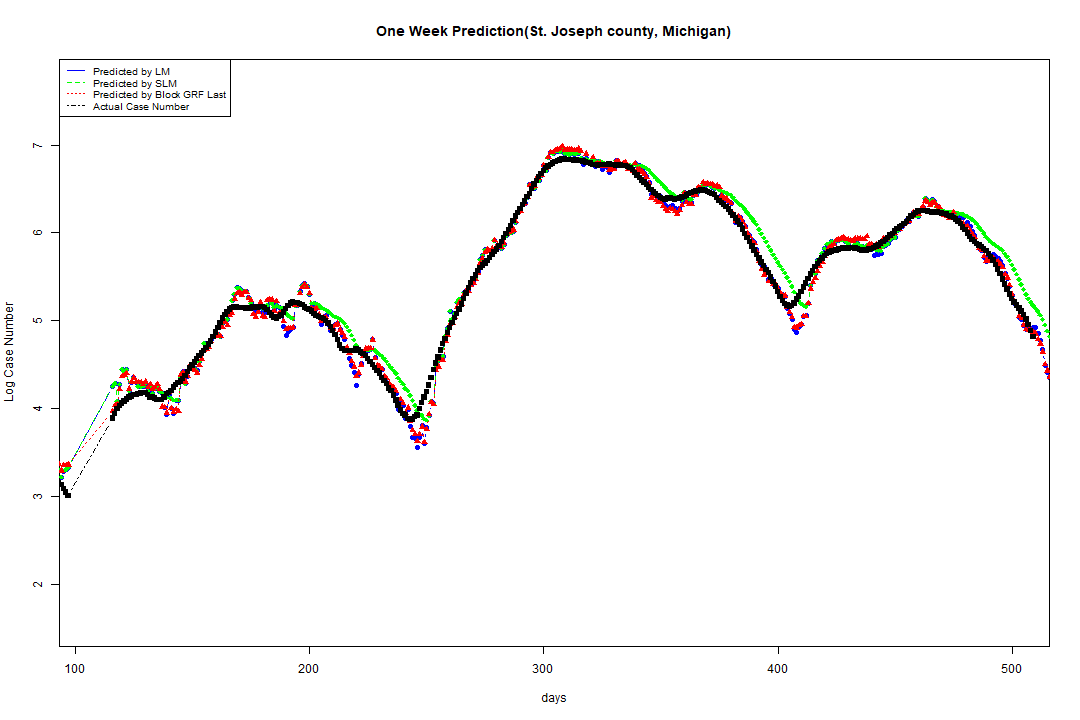 One Week Prediction(St. Joseph county, Michigan)
Predicted by LM
Predicted by SLM
Predicted by Block GRF Last
Actual Case Number
7
6
5
4
3
2
Log Case Number
100 200 300 400 500
days